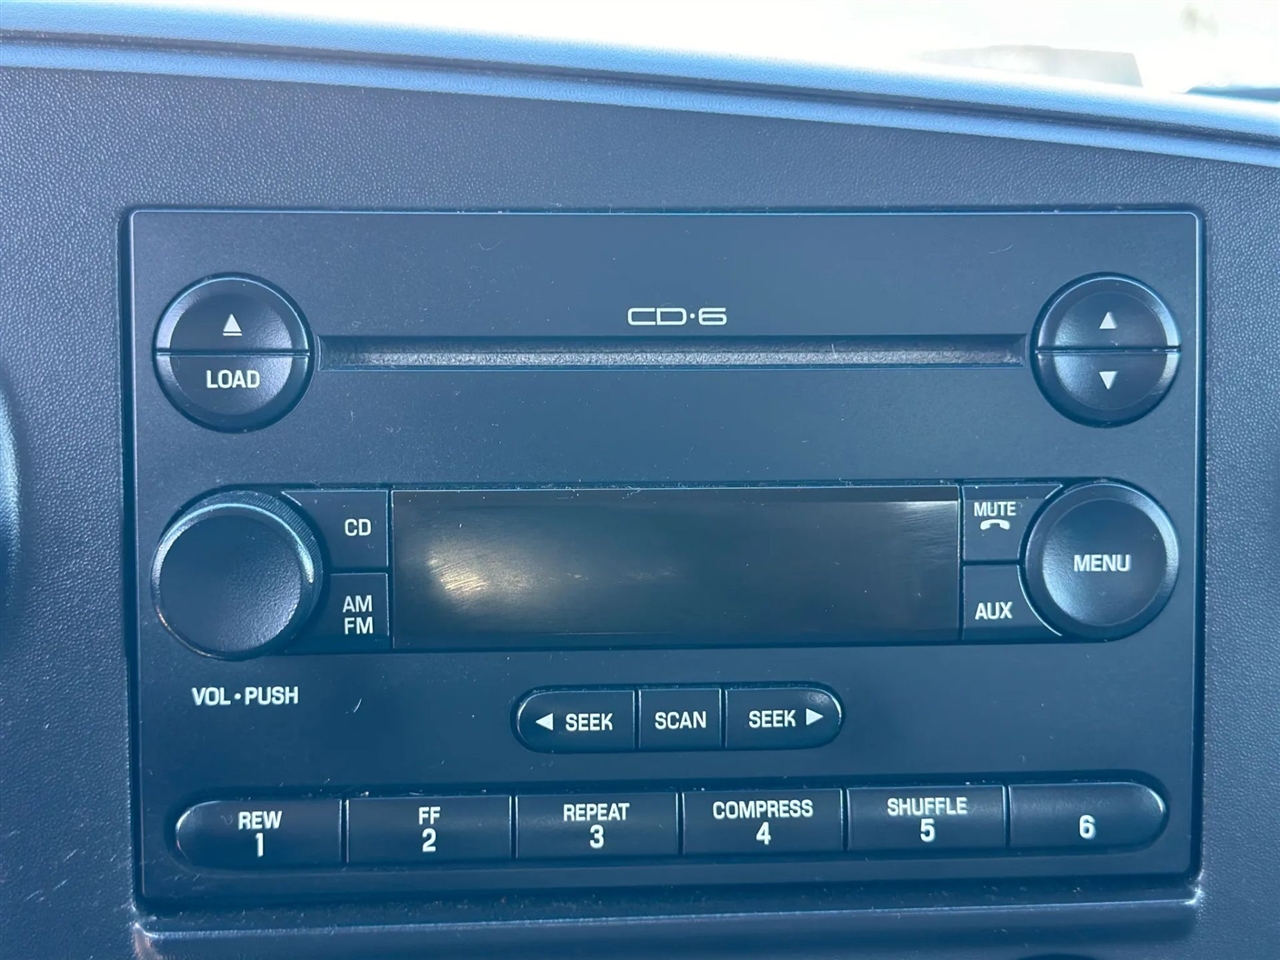 CD·6
LOAD
CD
AM
FM
MUTE
AUX
MENU
VOL·PUSH
SEEK
SCAN
SEEK
REW
1
FF
2
REPEAT
3
COMPRESS
4
SHUFFLE
5
6